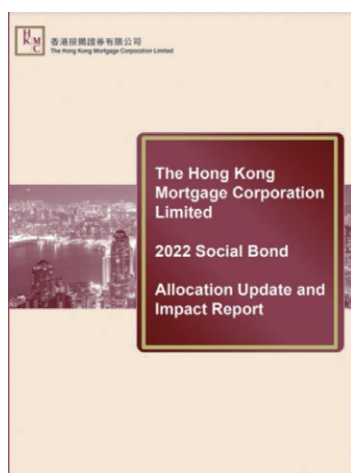 H
K M
C
香港按揭證券有限公司
The Hong Kong Mortgage Corporation Limited
The Hong Kong
Mortgage Corporation
Limited
2022 Social Bond
Allocation Update and
Impact Report